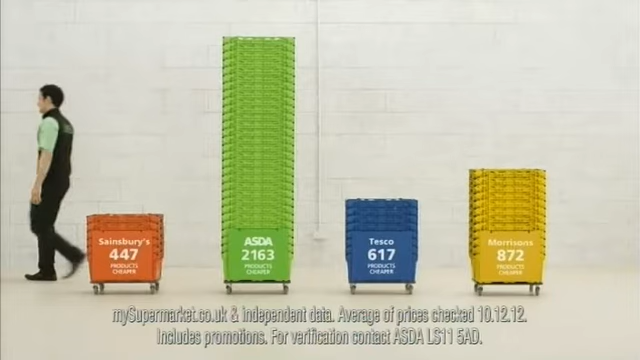 Sainsbury's
447
PRODUCTS
CHEAPER
ASDA
2163
PRODUCTS
CHEAPER
Tesco
617
PRODUCTS
CHEAPER
Morrisons
872
PRODUCTS
CHEAPER
mySupermarket.co.uk & independent data. Average of prices checked 10.12.12.
Includes promotions. For verification contact ASDA LS11 5AD.